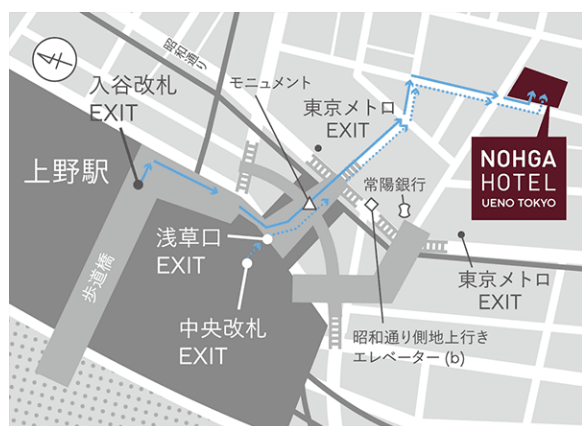 昭和通り
入谷改札
EXIT
モニュメント
東京メトロ
EXIT
上野駅
NOHGA
HOTEL
UENO TOKYO
常陽銀行
浅草口
EXIT
歩道橋
中央改札
EXIT
東京メトロ
EXIT
昭和通り側地上行き
エレベーター (b)